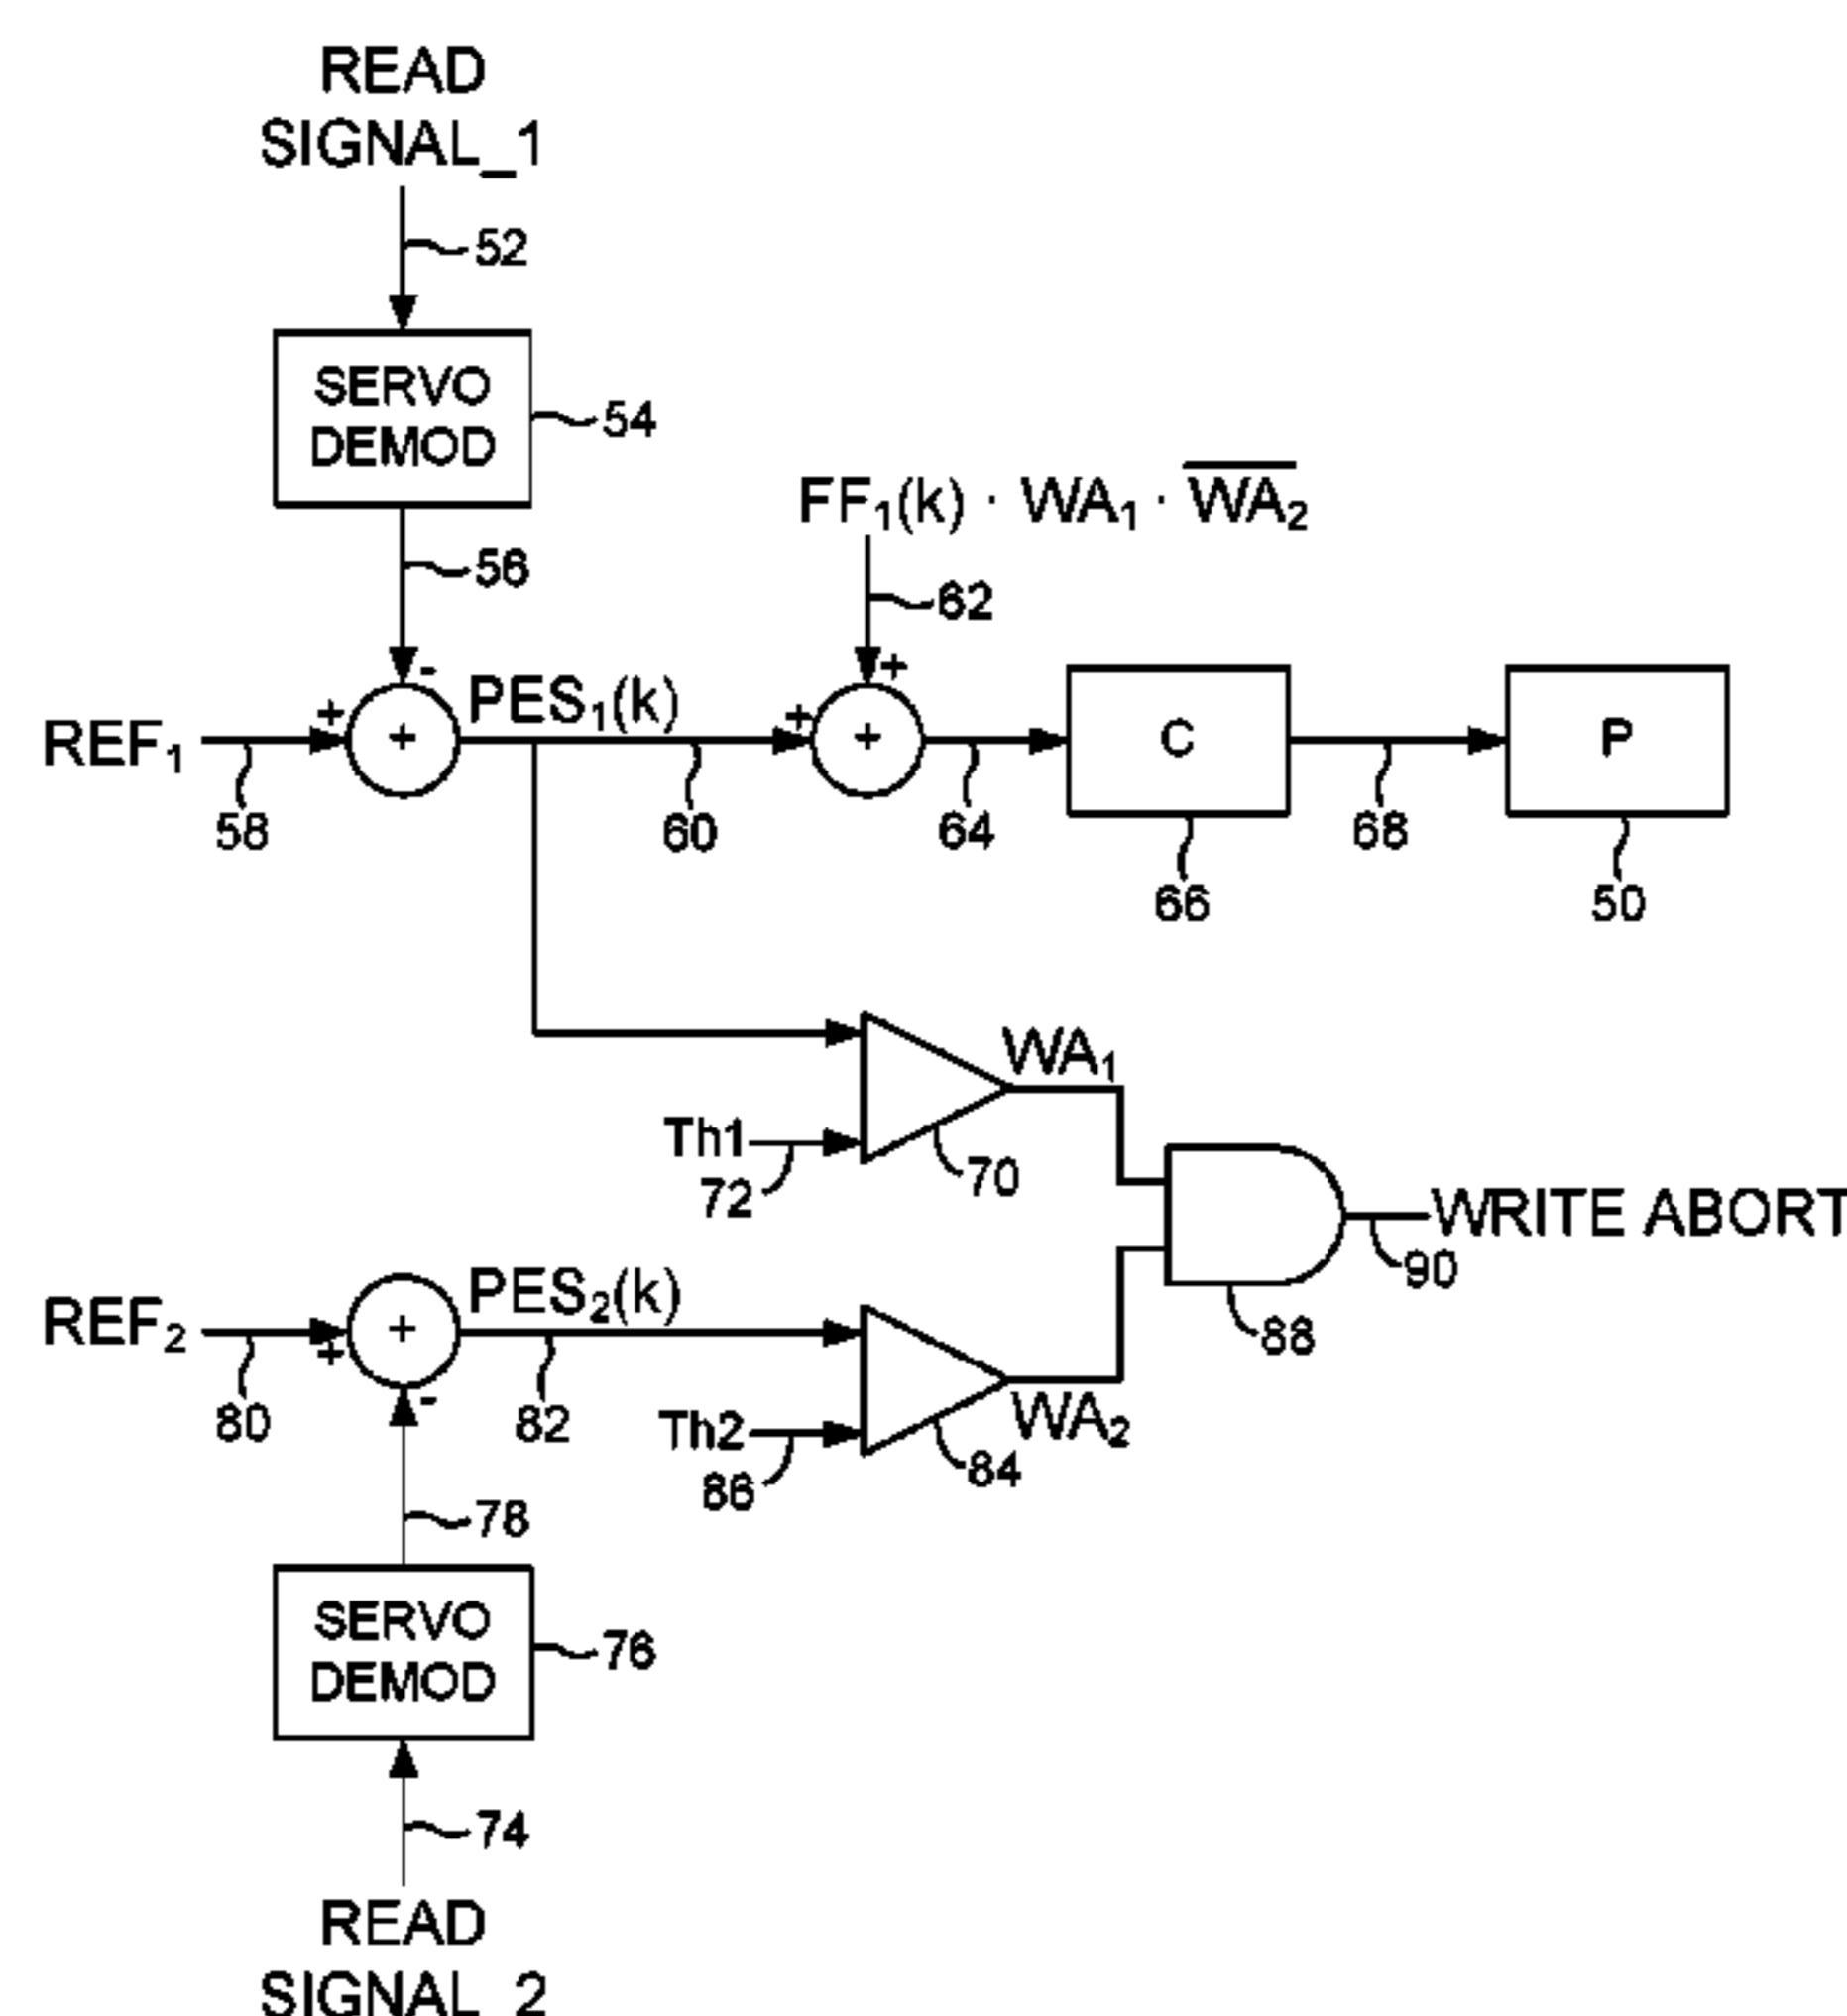 READ
SIGNAL_1
52
SERVO
DEMOD
54
FF₁(k) · WA₁ · W̅A̅₂̅
56
62
- +
REF₁ + + PES₁(k) + + C P
58 60 64 68
66 50
WA₁
Th1
72 70
WRITE ABORT
90
REF₂ + + PES₂(k)
88
80 - 82 Th2 WA₂
86 84
78
SERVO
DEMOD
76
74
READ
SIGNAL_2